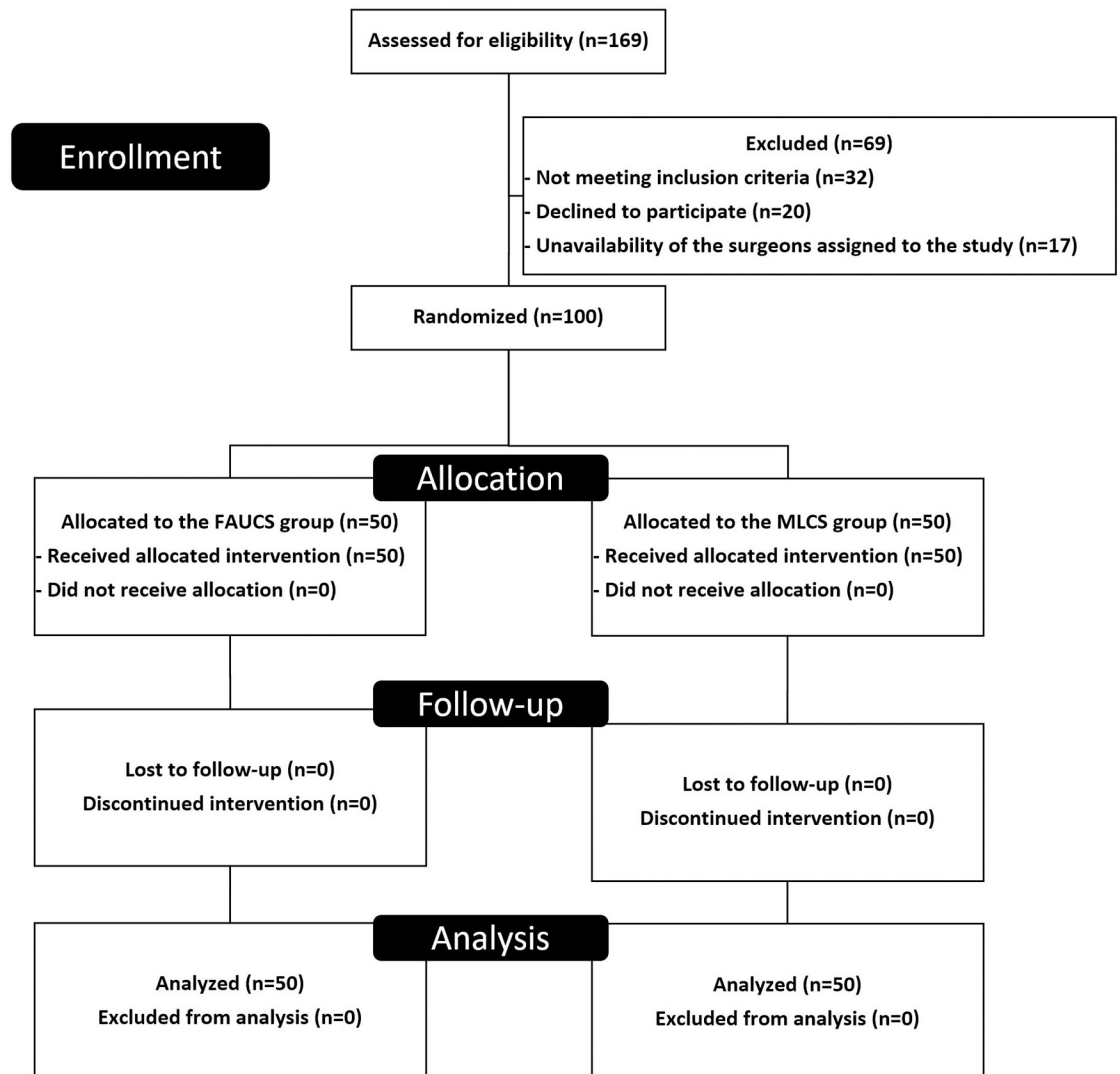 Assessed for eligibility (n=169)
Enrollment
Excluded (n=69)
- Not meeting inclusion criteria (n=32)
- Declined to participate (n=20)
- Unavailability of the surgeons assigned to the study (n=17)
Randomized (n=100)
Allocation
Allocated to the FAUCS group (n=50)
- Received allocated intervention (n=50)
- Did not receive allocation (n=0)
Allocated to the MLCS group (n=50)
- Received allocated intervention (n=50)
- Did not receive allocation (n=0)
Follow-up
Lost to follow-up (n=0)
Discontinued intervention (n=0)
Lost to follow-up (n=0)
Discontinued intervention (n=0)
Analysis
Analyzed (n=50)
Excluded from analysis (n=0)
Analyzed (n=50)
Excluded from analysis (n=0)